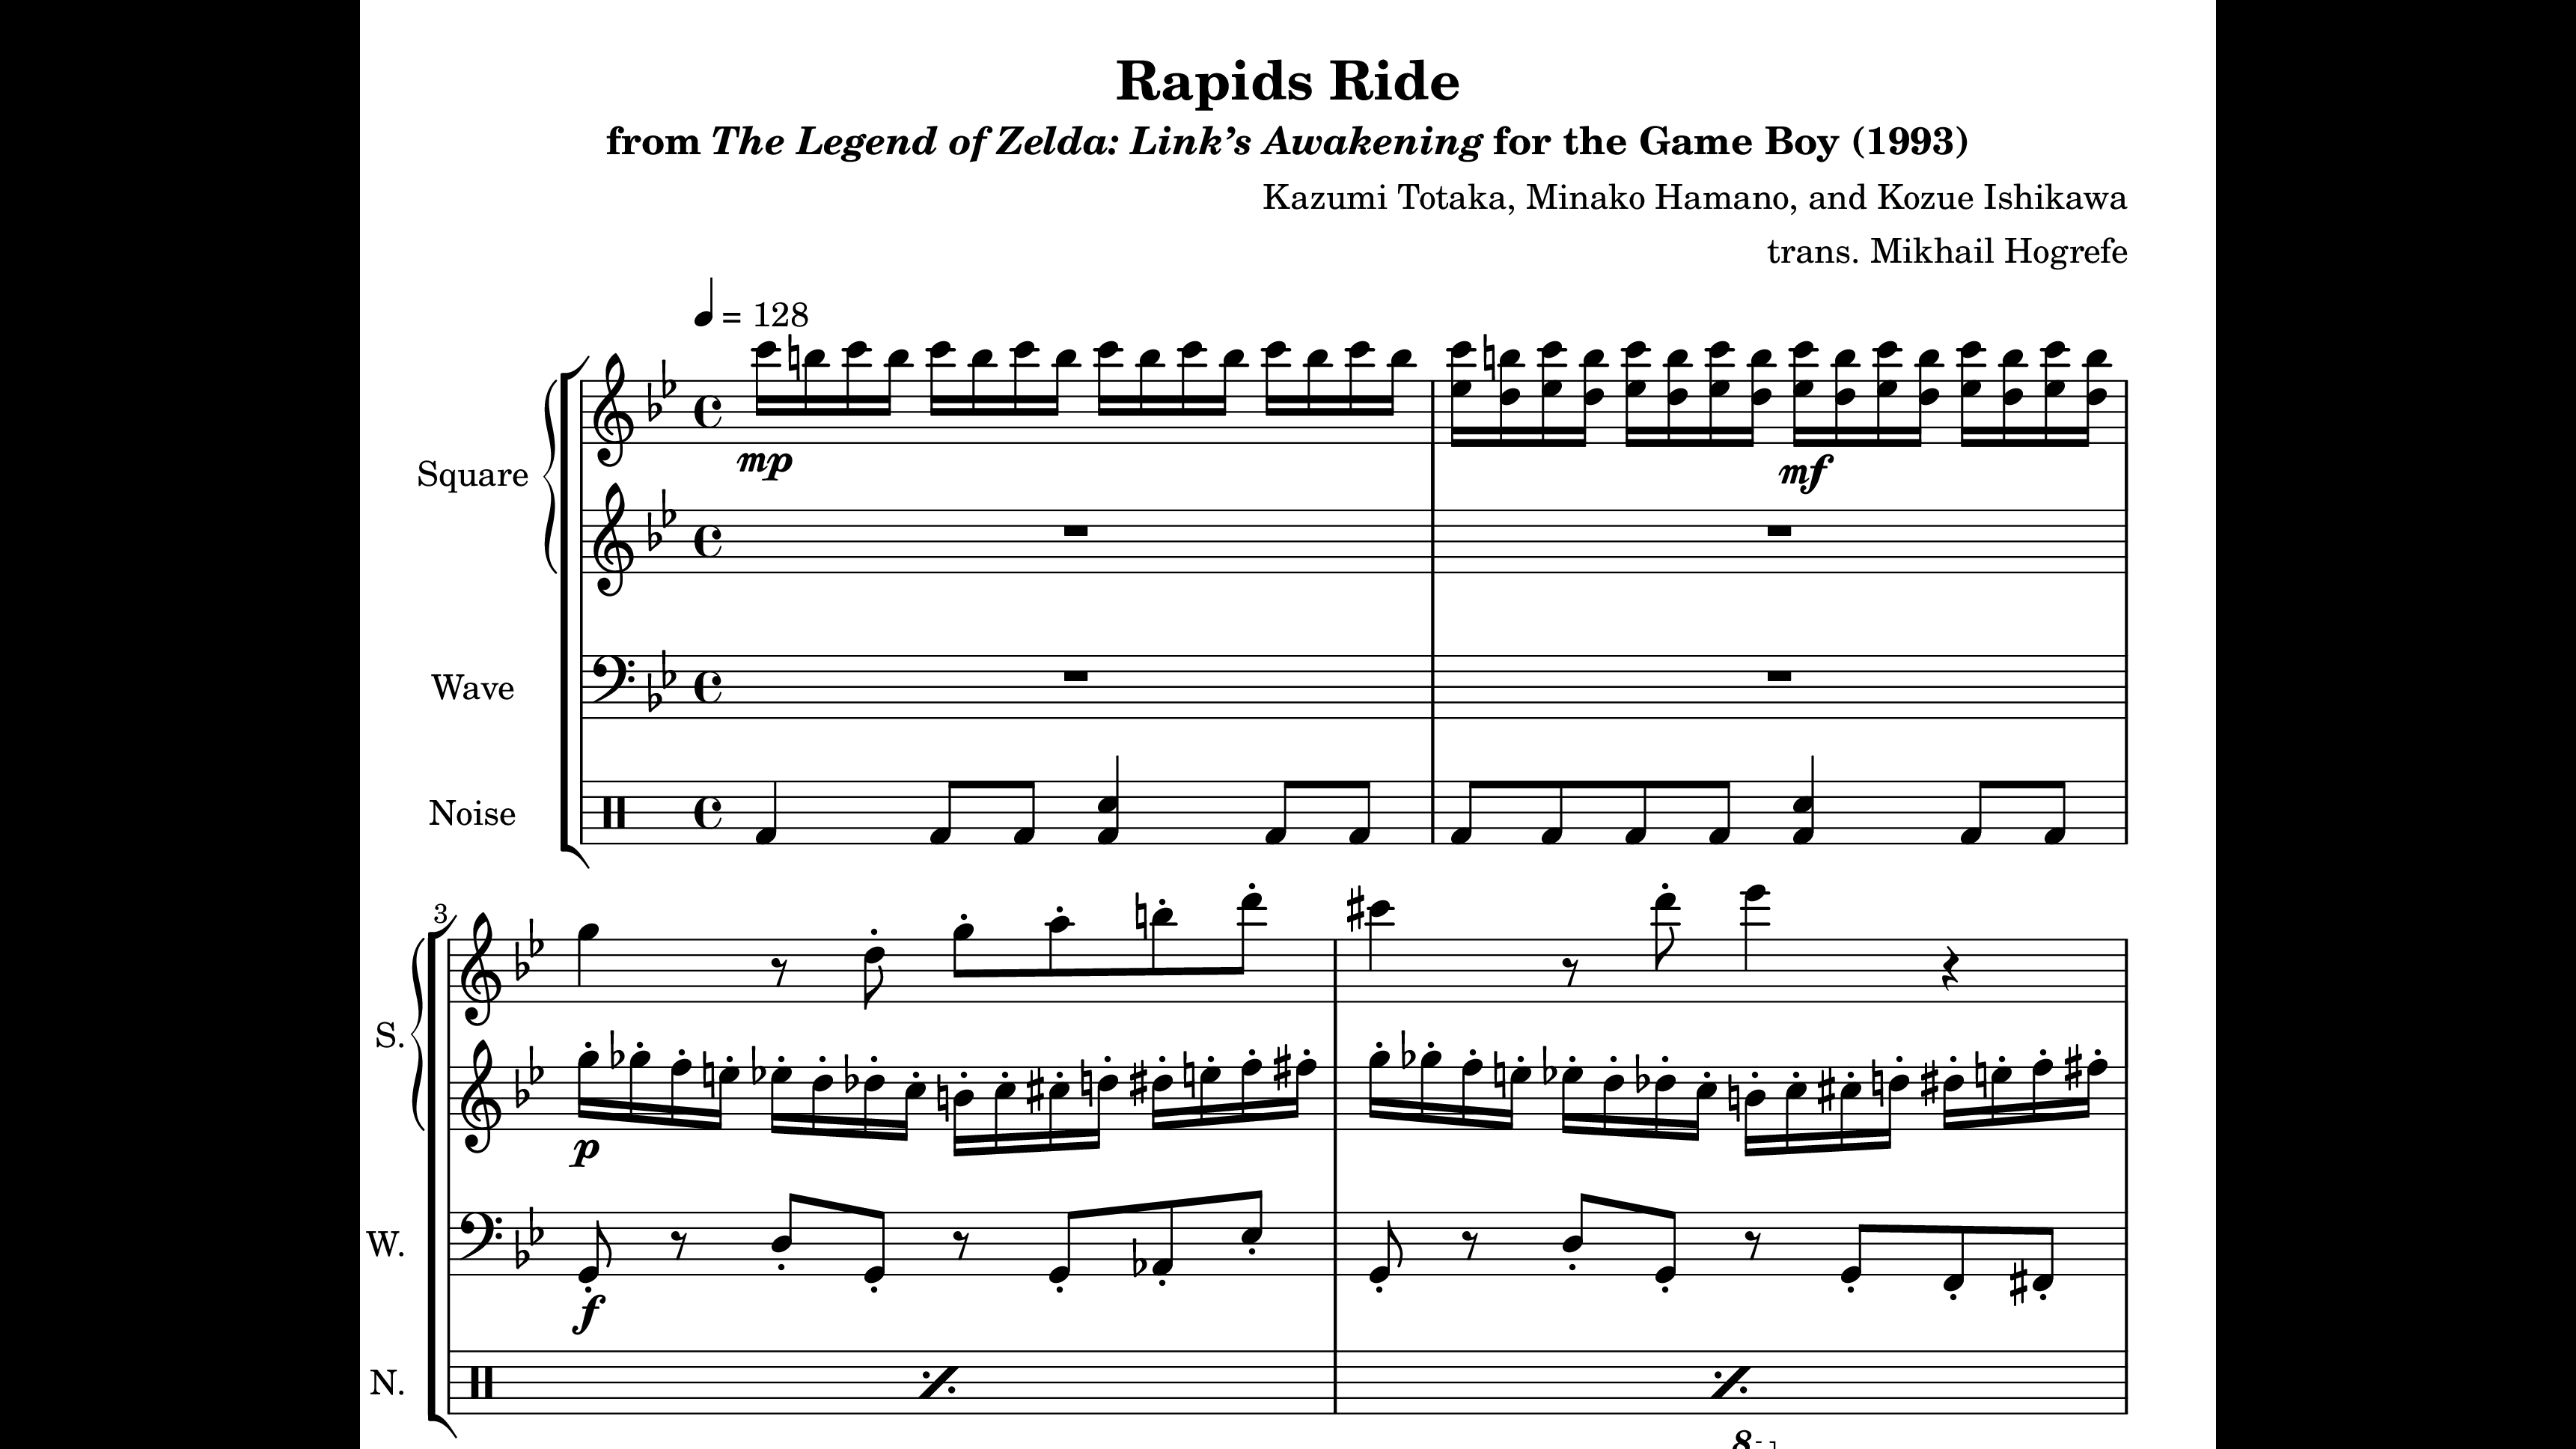 Rapids Ride
from The Legend of Zelda: Link’s Awakening for the Game Boy (1993)
Kazumi Totaka, Minako Hamano, and Kozue Ishikawa
trans. Mikhail Hogrefe
= 128
Square
mp
mf
Wave
Noise
3
S.
p
W.
f
N.
8